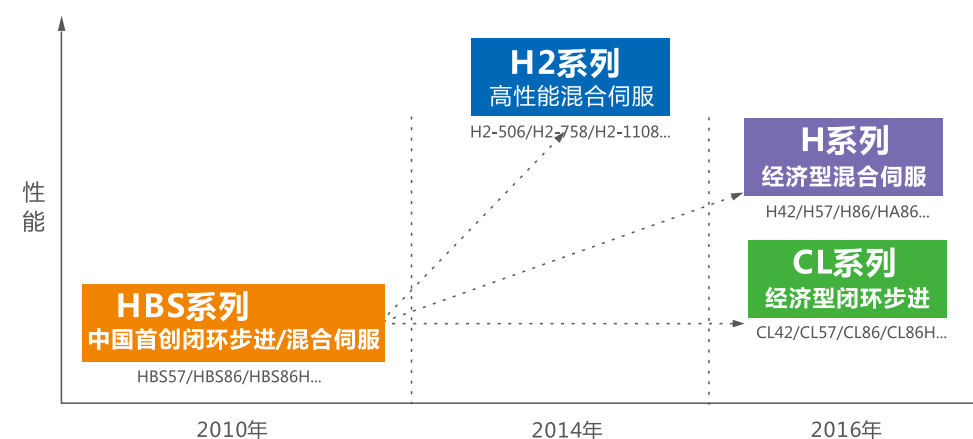 H2系列
高性能混合伺服
H2-506/H2-758/H2-1108...
H系列
经济型混合伺服
H42/H57/H86/HA86...
性
能
CL系列
经济型闭环步进
CL42/CL57/CL86/CL86H...
HBS系列
中国首创闭环步进/混合伺服
HBS57/HBS86/HBS86H...
2010年
2014年
2016年